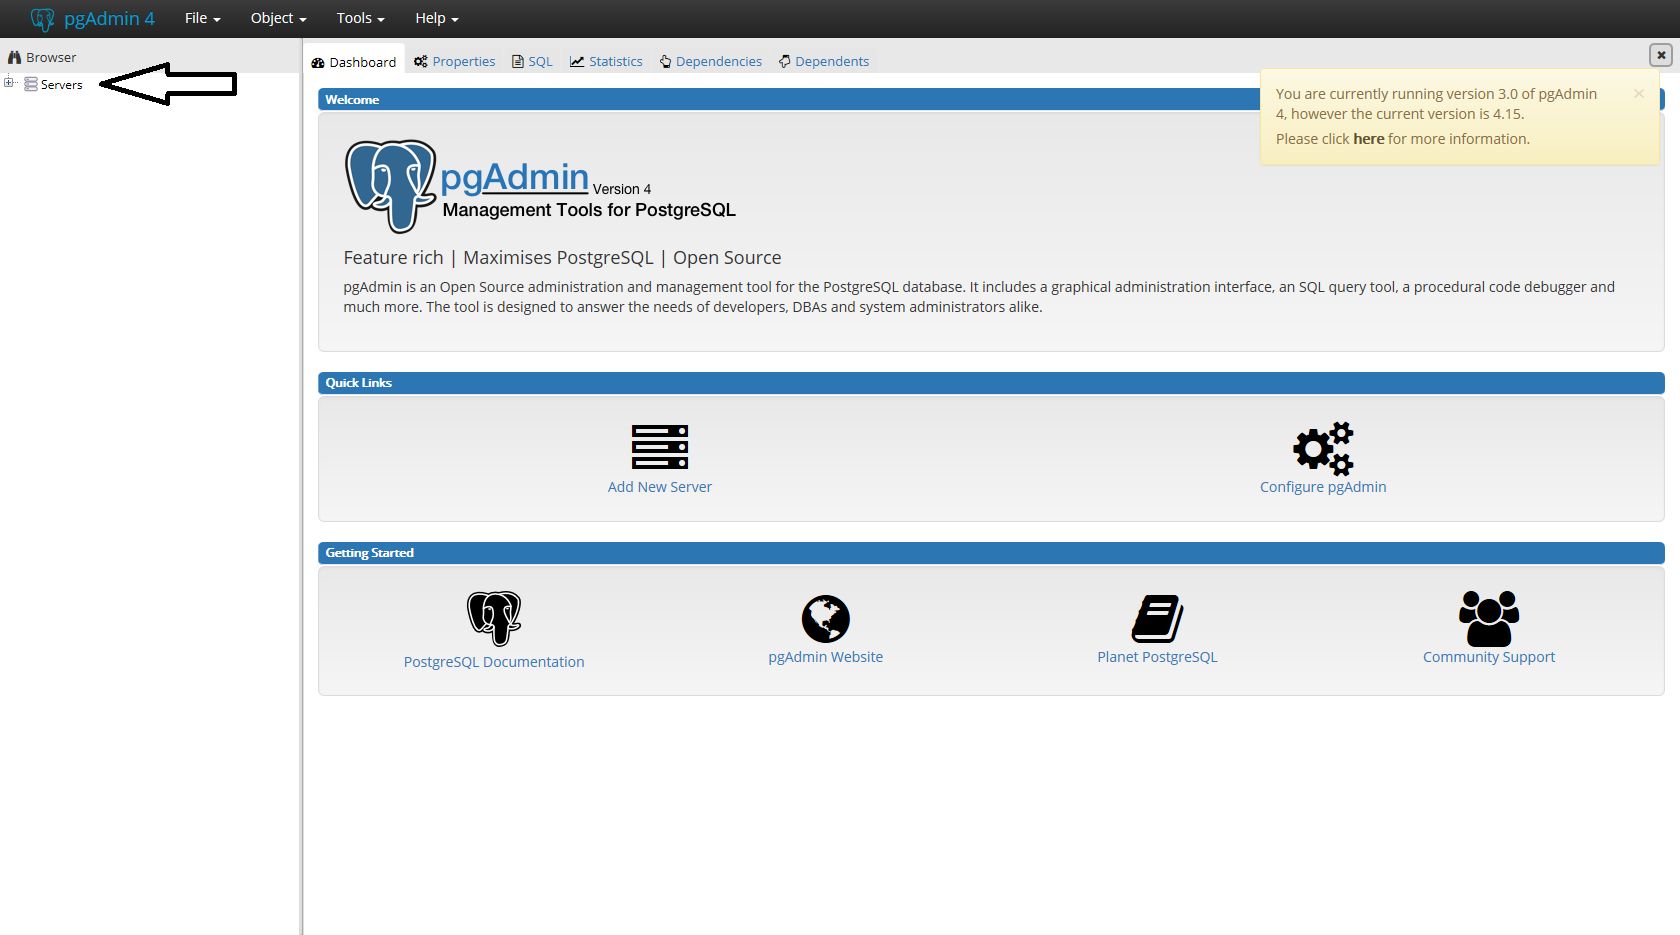 pgAdmin 4 File Object Tools Help
Browser
Servers
Dashboard Properties SQL Statistics Dependencies Dependents
You are currently running version 3.0 of pgAdmin
4, however the current version is 4.15.
Please click here for more information.
Welcome
pgAdmin Version 4
Management Tools for PostgreSQL
Feature rich | Maximises PostgreSQL | Open Source
pgAdmin is an Open Source administration and management tool for the PostgreSQL database. It includes a graphical administration interface, an SQL query tool, a procedural code debugger and
much more. The tool is designed to answer the needs of developers, DBAs and system administrators alike.
Quick Links
Add New Server
Configure pgAdmin
Getting Started
PostgreSQL Documentation
pgAdmin Website
Planet PostgreSQL
Community Support